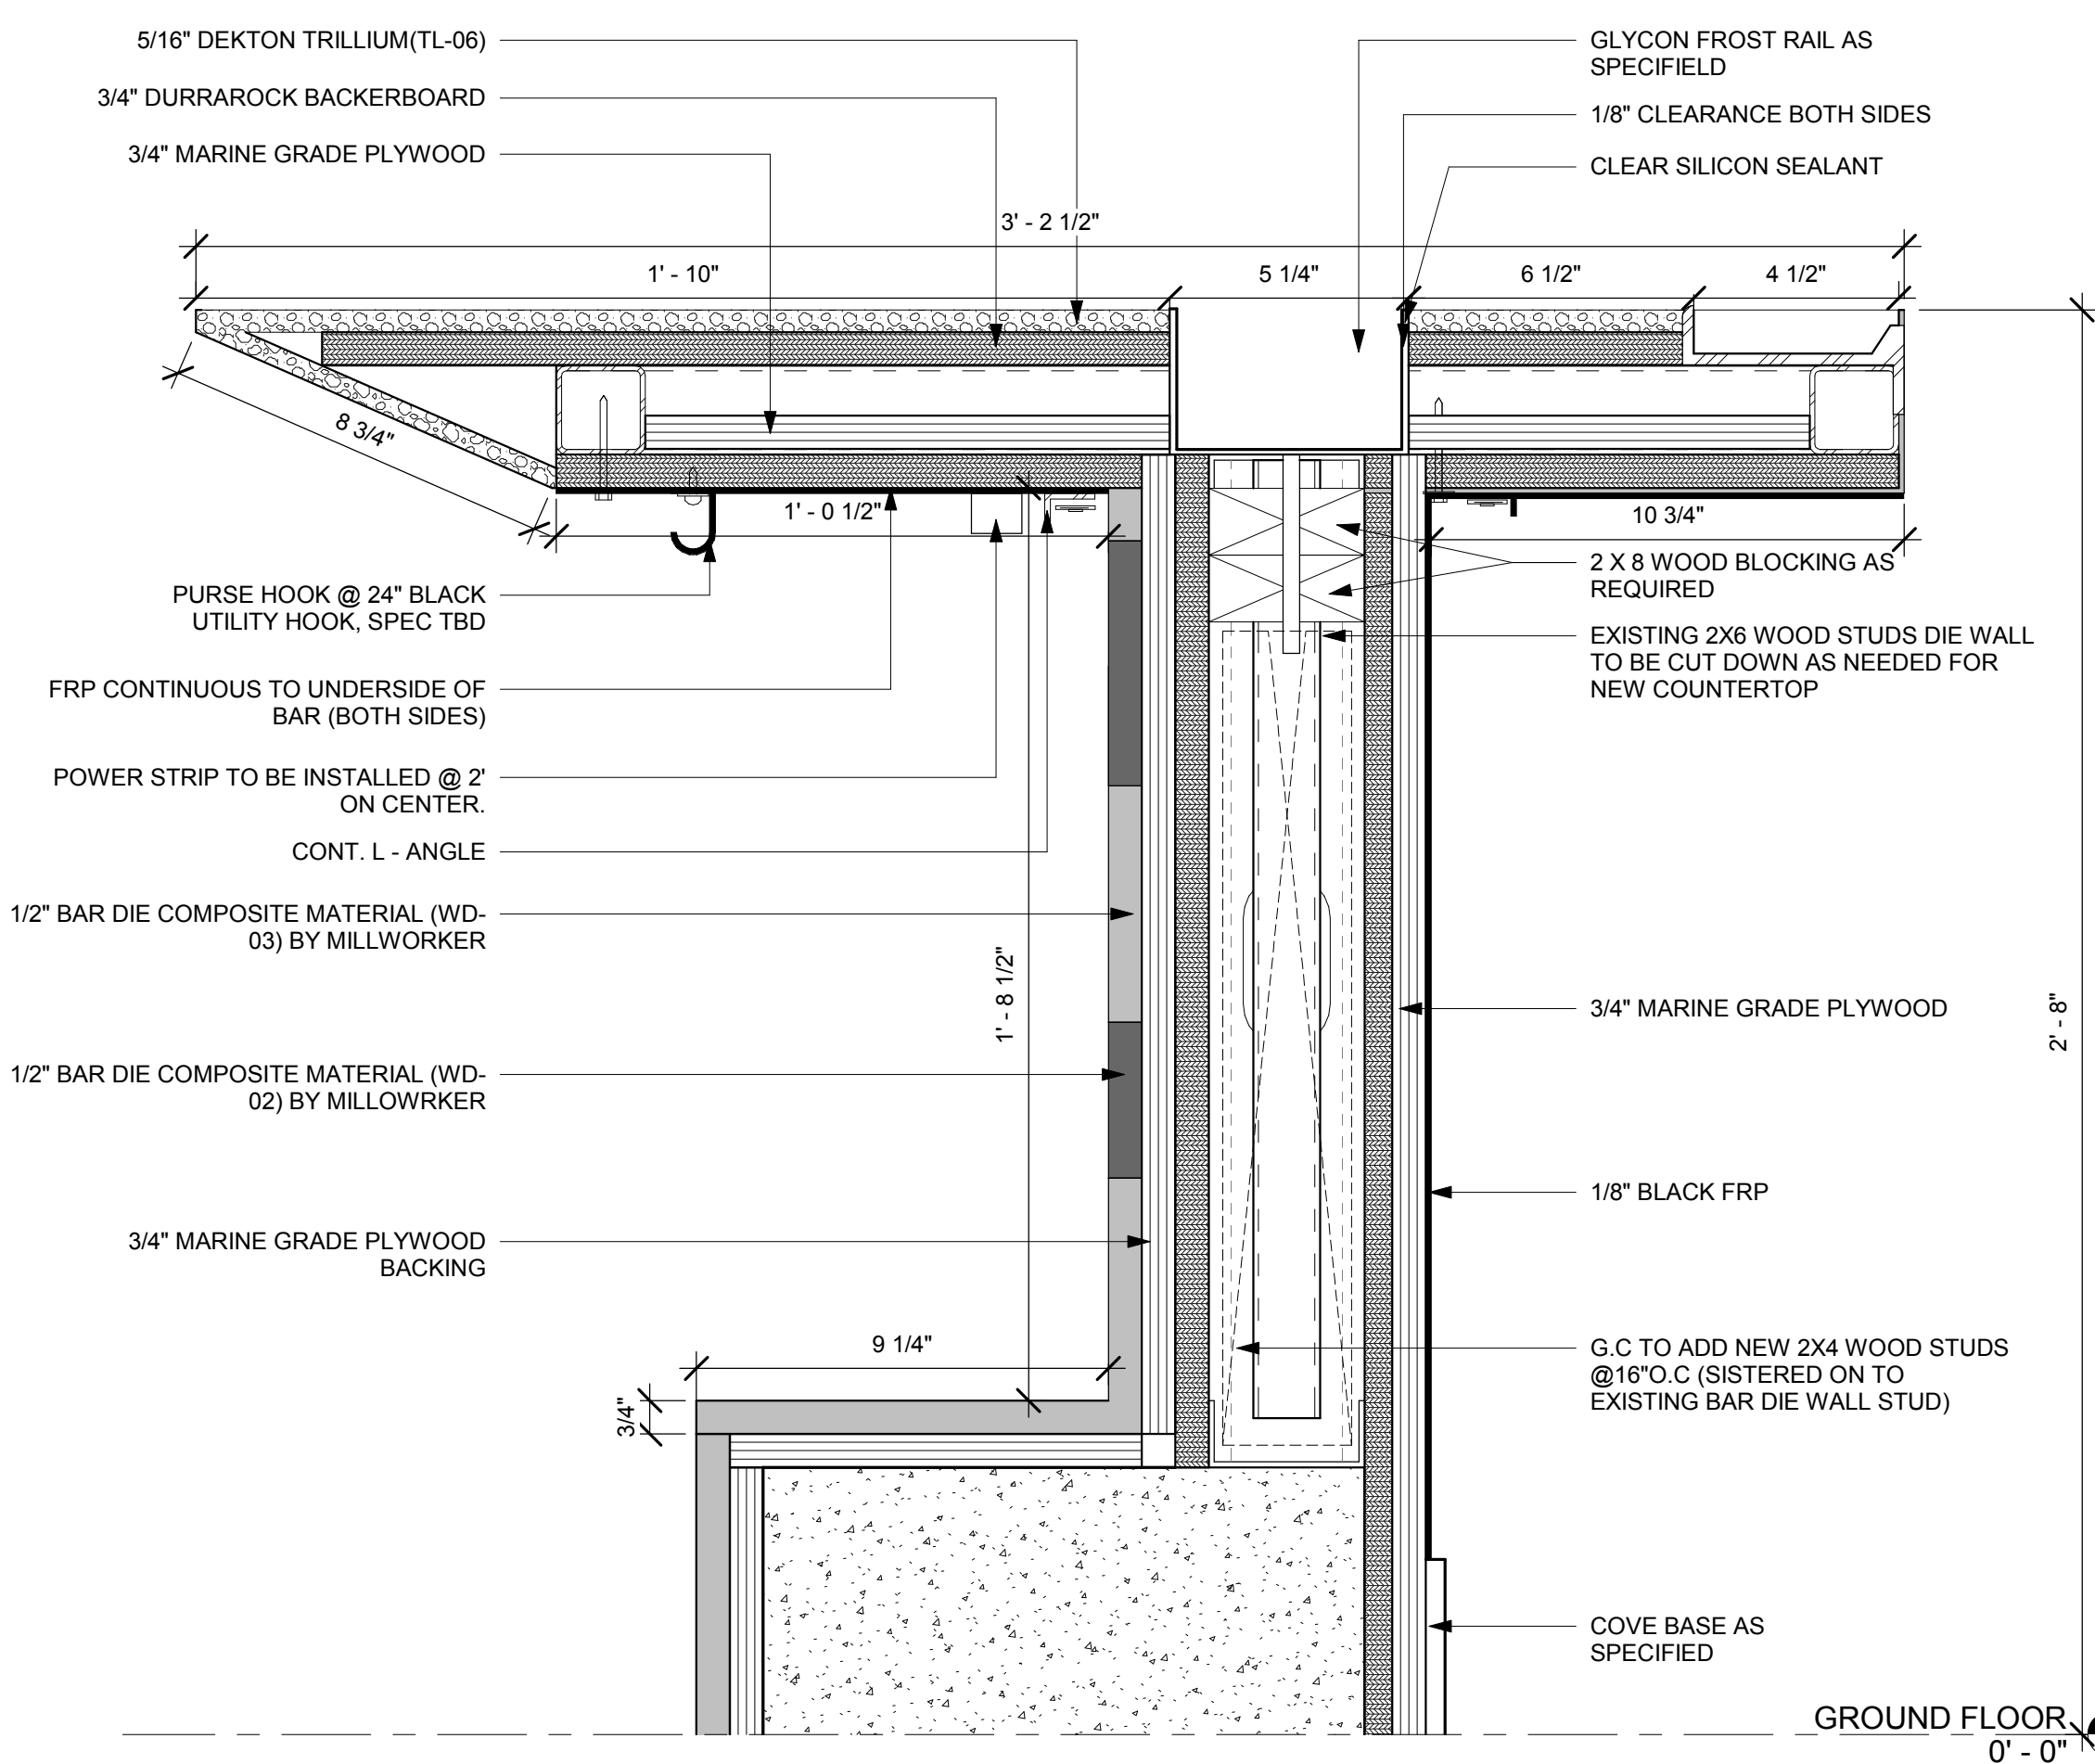 5/16" DEKTON TRILLIUM(TL-06)
3/4" DURRAROCK BACKERBOARD
3/4" MARINE GRADE PLYWOOD
GLYCON FROST RAIL AS
SPECIFIELD
1/8" CLEARANCE BOTH SIDES
CLEAR SILICON SEALANT
3' - 2 1/2"
1' - 10"
5 1/4"
6 1/2"
4 1/2"
8 3/4"
1' - 0 1/2"
10 3/4"
PURSE HOOK @ 24" BLACK
UTILITY HOOK, SPEC TBD
FRP CONTINUOUS TO UNDERSIDE OF
BAR (BOTH SIDES)
POWER STRIP TO BE INSTALLED @ 2'
ON CENTER.
CONT. L - ANGLE
1/2" BAR DIE COMPOSITE MATERIAL (WD-
03) BY MILLWORKER
1/2" BAR DIE COMPOSITE MATERIAL (WD-
02) BY MILLOWRKER
3/4" MARINE GRADE PLYWOOD
BACKING
1' - 8 1/2"
9 1/4"
3/4"
2 X 8 WOOD BLOCKING AS
REQUIRED
EXISTING 2X6 WOOD STUDS DIE WALL
TO BE CUT DOWN AS NEEDED FOR
NEW COUNTERTOP
3/4" MARINE GRADE PLYWOOD
2' - 8"
1/8" BLACK FRP
G.C TO ADD NEW 2X4 WOOD STUDS
@16"O.C (SISTERED ON TO
EXISTING BAR DIE WALL STUD)
COVE BASE AS
SPECIFIED
GROUND FLOOR
0' - 0"